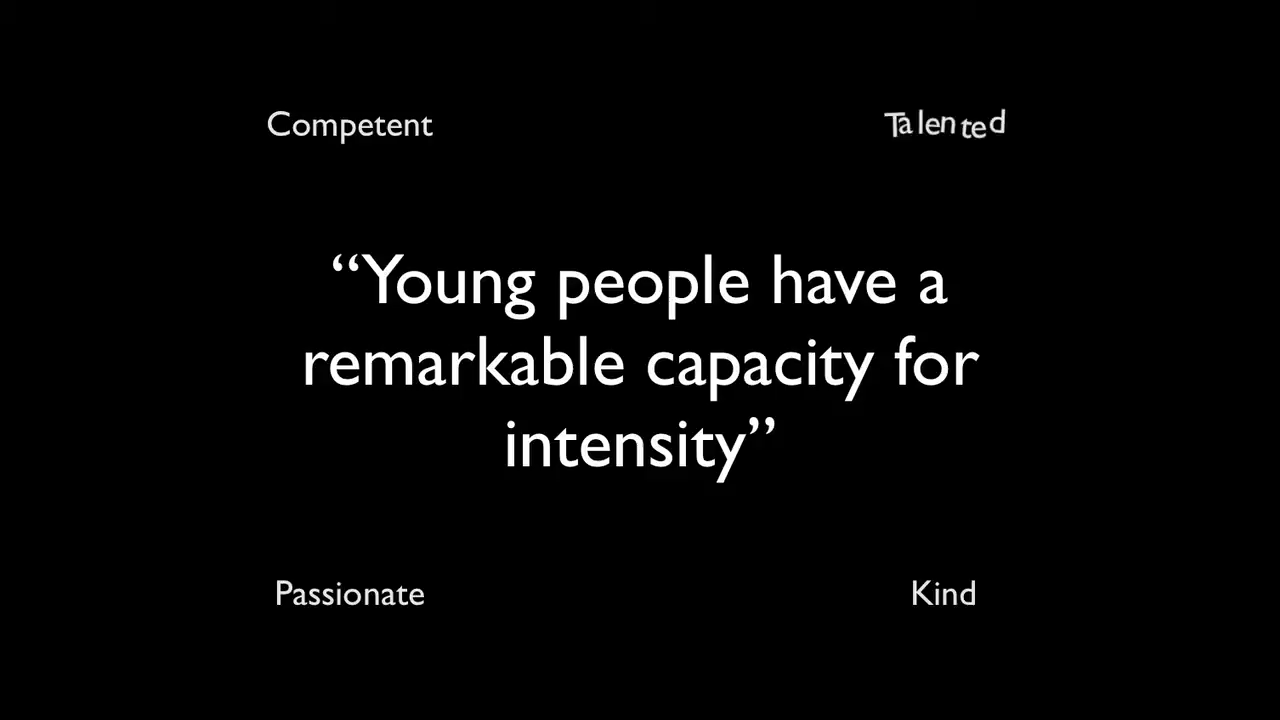 Competent
Talented
“Young people have a
remarkable capacity for
intensity”
Passionate
Kind